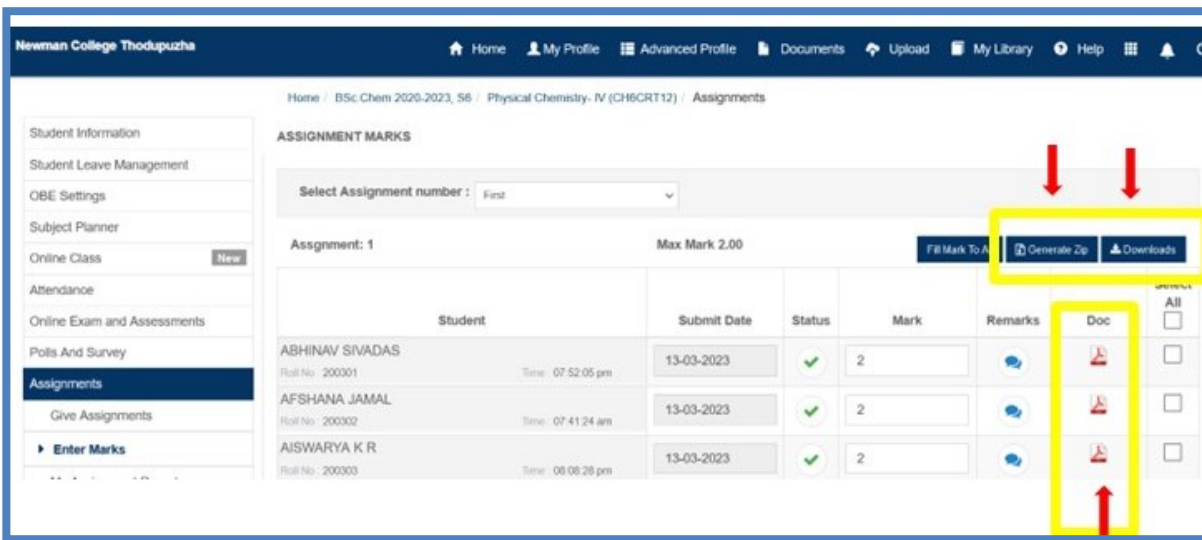 Newman College Thodupuzha
Home My Profile Advanced Profile Documents Upload My Library Help
Home / BSc.Chem 2020-2023, S6 / Physical Chemistry- IV (CH6CRT12) / Assignments
Student Information
Student Leave Management
OBE Settings
Subject Planner
Online Class New
Attendance
Online Exam and Assessments
Polls And Survey
Assignments
Give Assignments
Enter Marks
ASSIGNMENT MARKS
Select Assignment number : First
Assgnment: 1 Max Mark 2.00 Fill Mark To A Generate Zip Downloads
Select
All
Student Submit Date Status Mark Remarks Doc
ABHINAV SIVADAS 13-03-2023 2
Roll No : 200301 Time : 07:52:05 pm
AFSHANA JAMAL 13-03-2023 2
Roll No : 200302 Time : 07:41:24 am
AISWARYA K R 13-03-2023 2
Roll No : 200303 Time : 08:08:28 pm